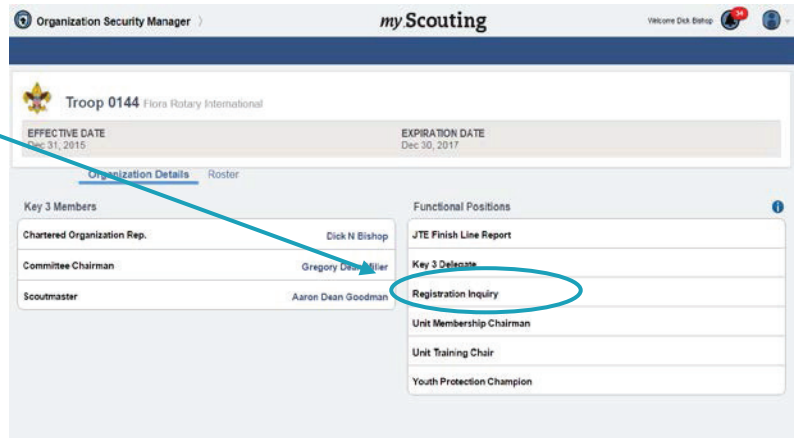 Organization Security Manager
my.Scouting
Welcome Dick Bishop
Troop 0144 Flora Rotary International
EFFECTIVE DATE
Dec 31, 2015
EXPIRATION DATE
Dec 30, 2017
Organization Details Roster
Key 3 Members
Chartered Organization Rep. Dick N Bishop
Committee Chairman Gregory Dean Miller
Scoutmaster Aaron Dean Goodman
Functional Positions
JTE Finish Line Report
Key 3 Delegate
Registration Inquiry
Unit Membership Chairman
Unit Training Chair
Youth Protection Champion